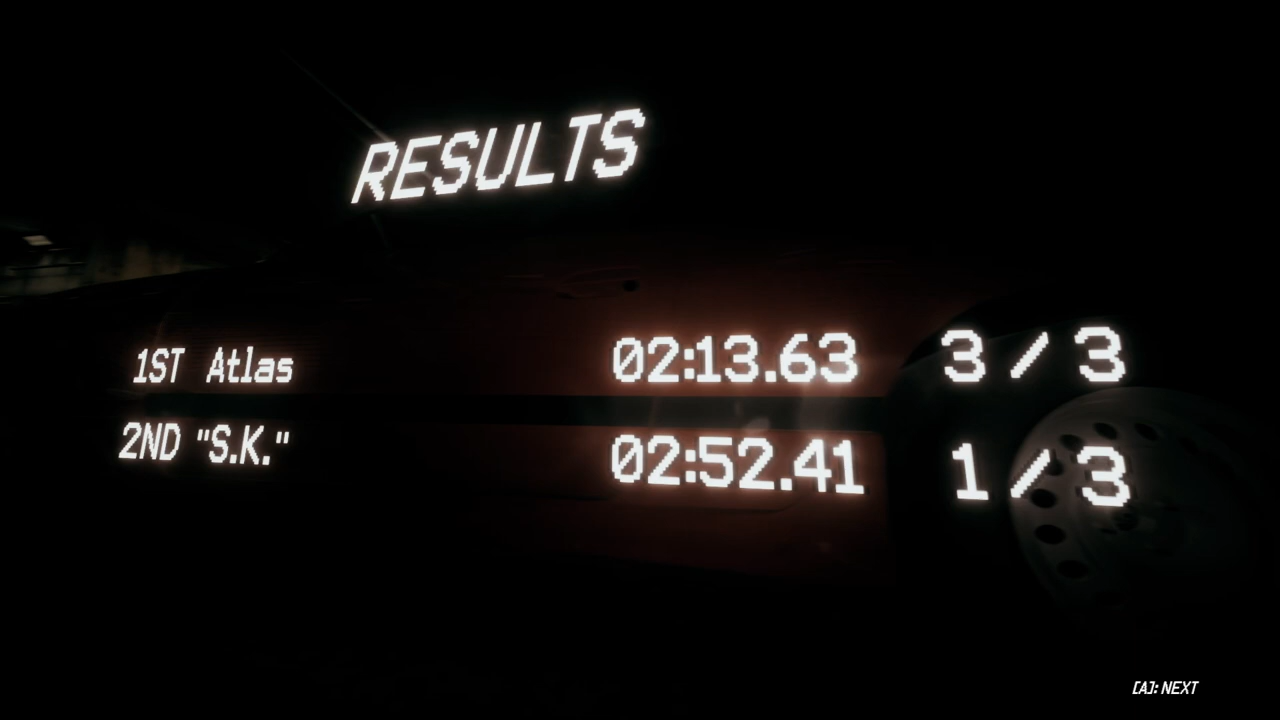 RESULTS
1ST Atlas 02:13.63 3/3
2ND "S.K." 02:52.41 1/3
[A]: NEXT